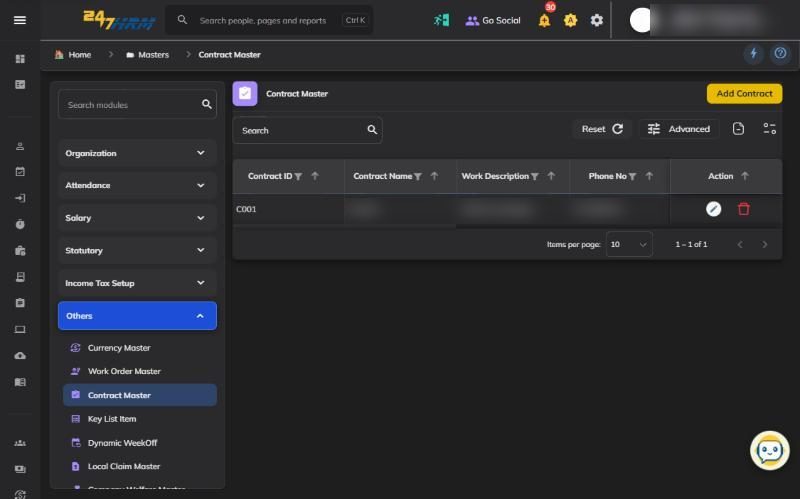 247HRM
Search people, pages and reports
Ctrl K
Go Social
30
A
Home
Masters
Contract Master
Search modules
Organization
Attendance
Salary
Statutory
Income Tax Setup
Others
Currency Master
Work Order Master
Contract Master
Key List Item
Dynamic WeekOff
Local Claim Master
Company Welfare Master
Contract Master
Add Contract
Search
Reset
Advanced
Contract ID
Contract Name
Work Description
Phone No
Action
C001
Items per page:
10
1 – 1 of 1